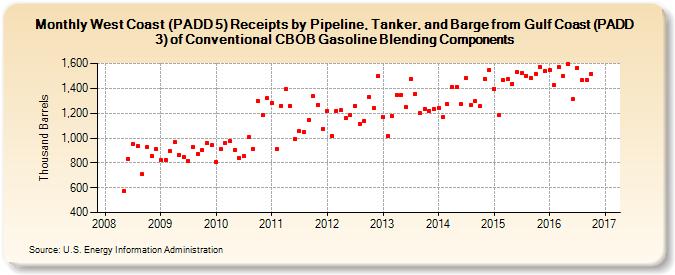 Monthly West Coast (PADD 5) Receipts by Pipeline, Tanker, and Barge from Gulf Coast (PADD
3) of Conventional CBOB Gasoline Blending Components
Thousand Barrels
1,600
1,400
1,200
1,000
800
600
400
2008 2009 2010 2011 2012 2013 2014 2015 2016 2017
Source: U.S. Energy Information Administration